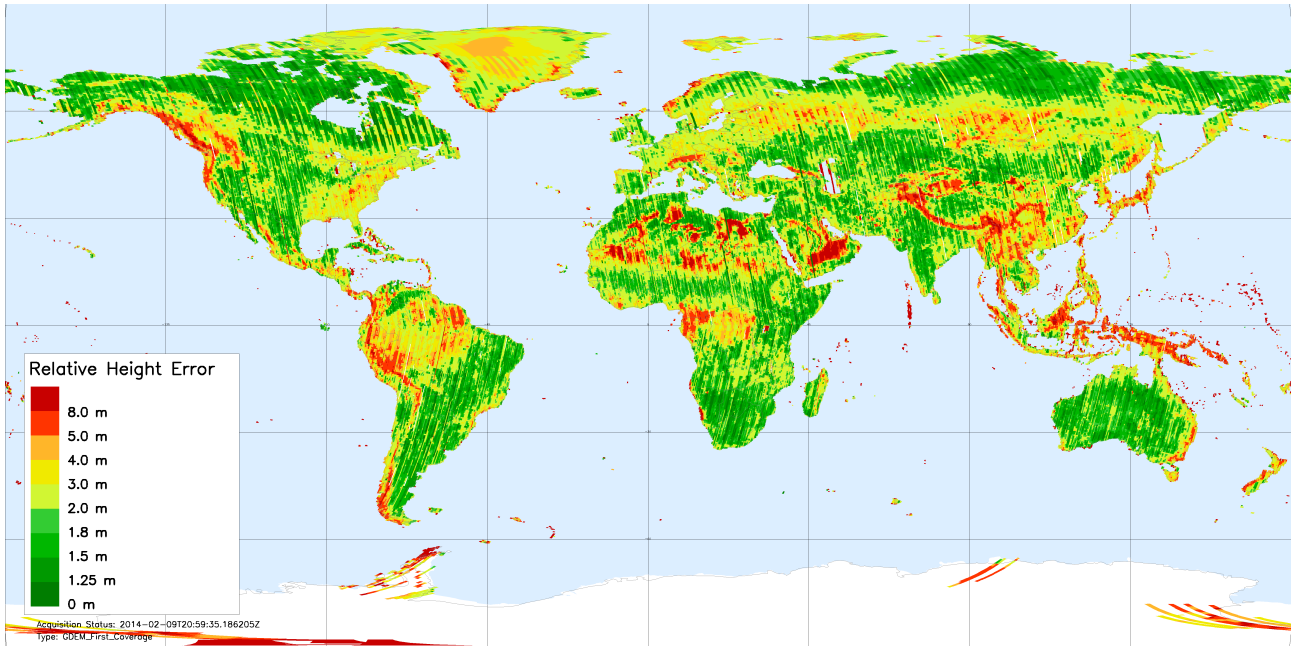 Relative Height Error
8.0 m
5.0 m
4.0 m
3.0 m
2.0 m
1.8 m
1.5 m
1.25 m
0 m
Acquisition Status: 2014-02-09T20:59:35.186205Z
Type: GDEM_First_Coverage